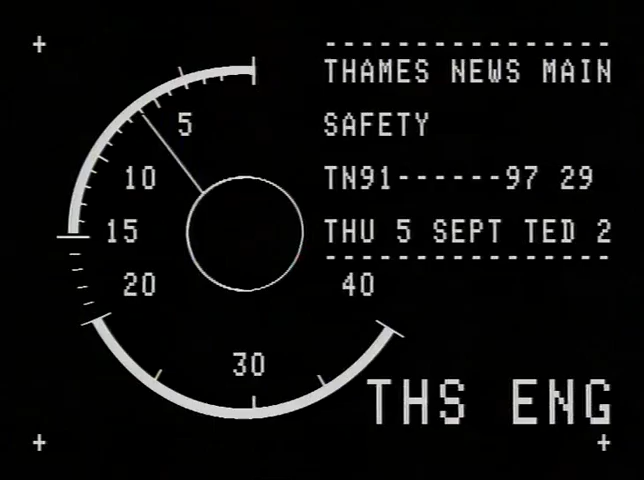 THAMES NEWS MAIN
SAFETY
TN91------97 29
THU 5 SEPT TED 2
5
10
15
20
40
30
THS ENG